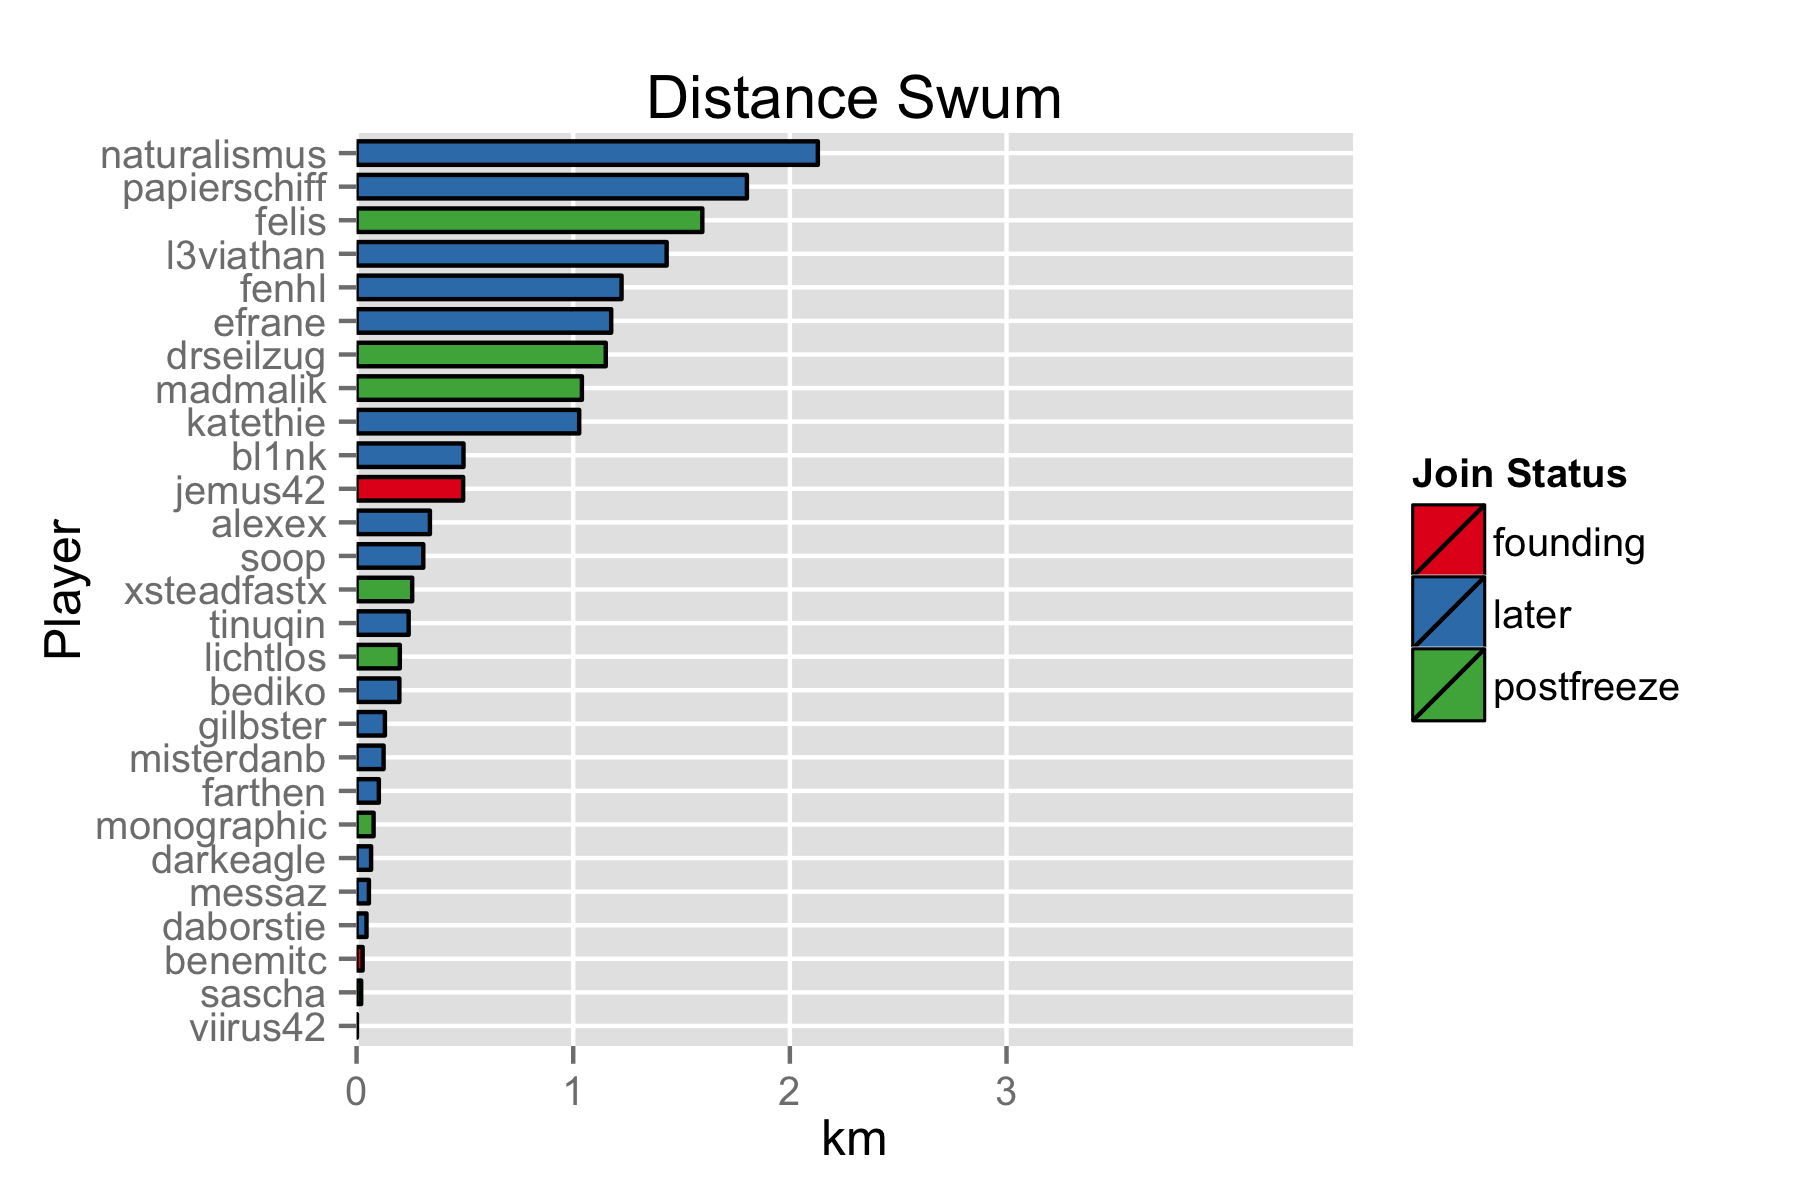 Distance Swum
naturalismus
papierschiff
felis
l3viathan
fenhl
efrane
drseilzug
madmalik
katethie
bl1nk
jemus42
alexex
soop
xsteadfastx
tinuqin
lichtlos
bediko
gilbster
misterdanb
farthen
monographic
darkeagle
messaz
daborstie
benemitc
sascha
viirus42
Player
0 1 2 3
km
Join Status
founding
later
postfreeze